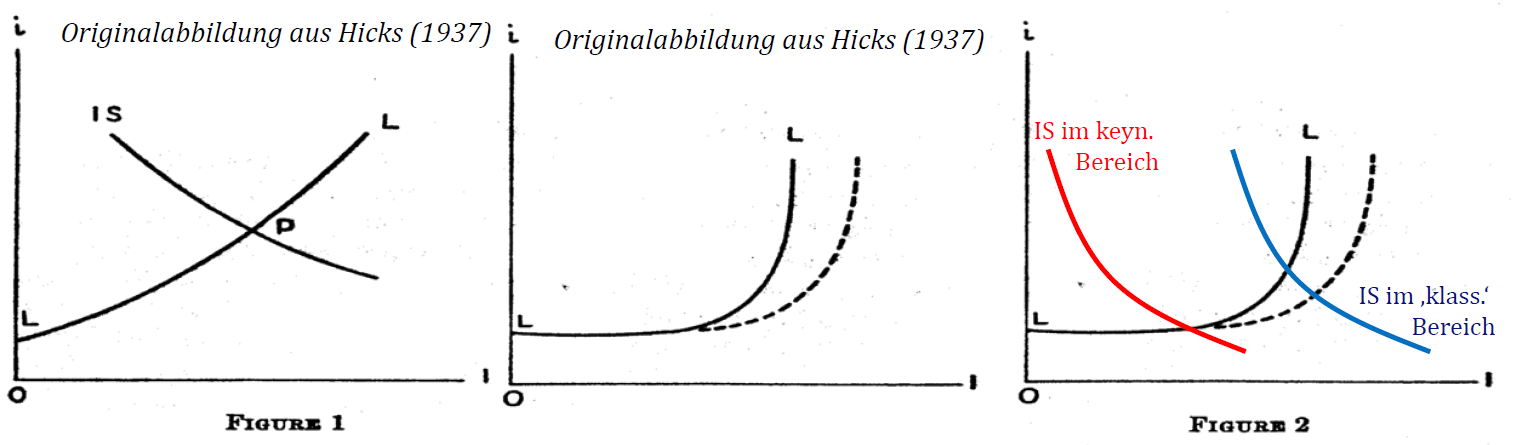 Originalabbildung aus Hicks (1937)
i
IS
L
P
L
O
I
FIGURE 1
Originalabbildung aus Hicks (1937)
i
L
L
O
I
i
IS im keyn.
Bereich
L
IS im ‚klass.‘
Bereich
L
O
I
FIGURE 2